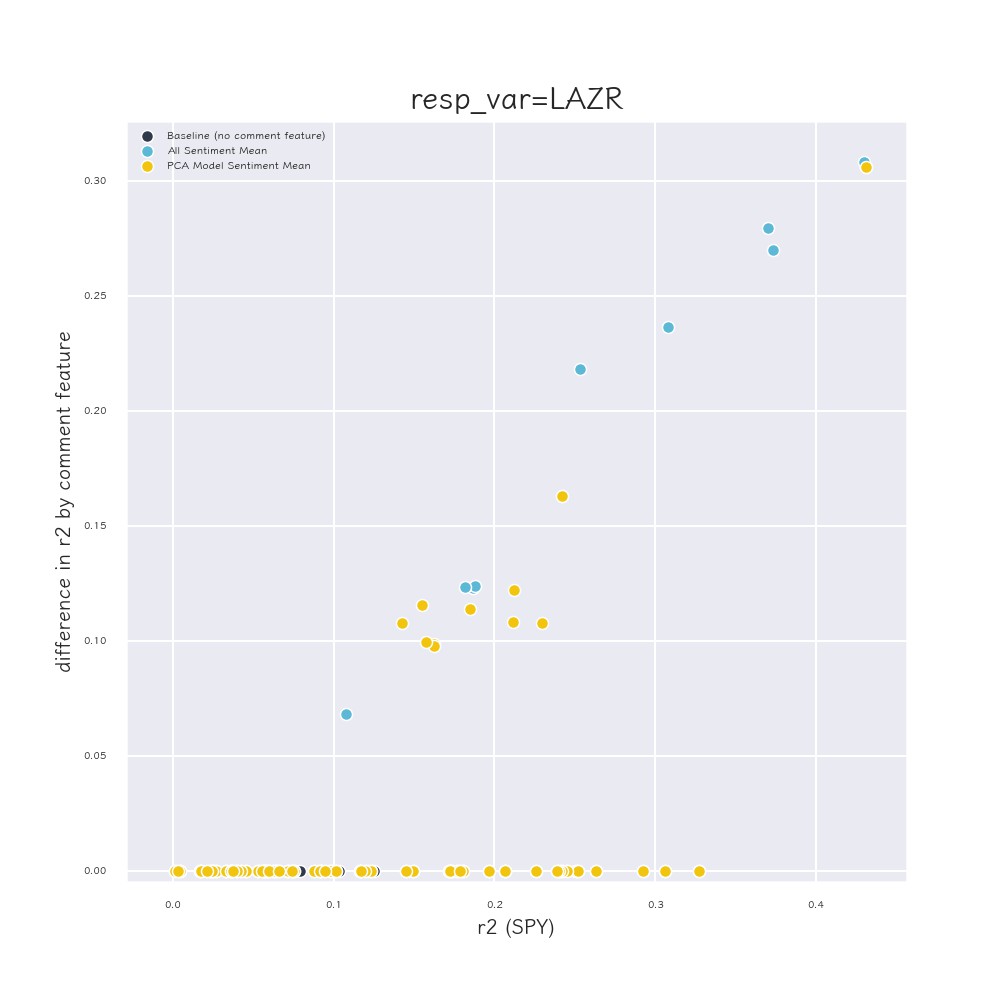 resp_var=LAZR
Baseline (no comment feature)
All Sentiment Mean
PCA Model Sentiment Mean
difference in r2 by comment feature
0.30
0.25
0.20
0.15
0.10
0.05
0.00
0.0 0.1 0.2 0.3 0.4
r2 (SPY)